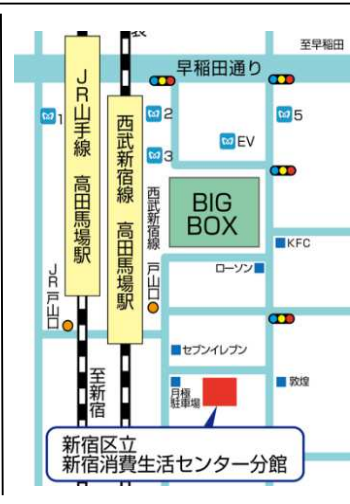 至早稲田
早稲田通り
1
2
3
EV
5
JR山手線 高田馬場駅
西武新宿線 高田馬場駅
西武新宿線 戸山口
BIG
BOX
KFC
ローソン
JR戸山口
セブンイレブン
至新宿
月極
駐車場
敦煌
新宿区立
新宿消費生活センター分館